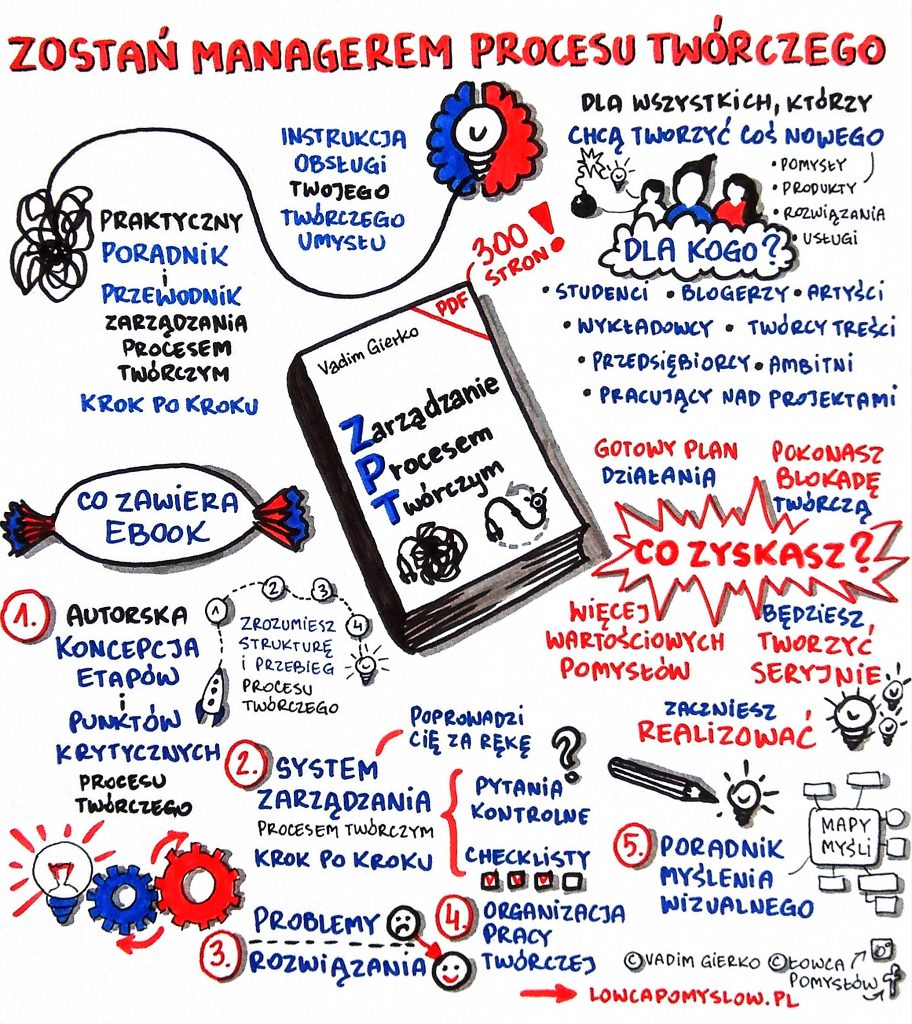 ZOSTAŃ MANAGEREM PROCESU TWÓRCZEGO
INSTRUKCJA
OBSŁUGI
TWOJEGO
TWÓRCZEGO
UMYSŁU
PRAKTYCZNY
PORADNIK
i
PRZEWODNIK
ZARZĄDZANIA
PROCESEM
TWÓRCZYM
KROK PO KROKU
DLA WSZYSTKICH, KTÓRZY
CHCĄ TWORZYĆ COŚ NOWEGO
• POMYSŁY
• PRODUKTY
• ROZWIĄZANIA
• USŁUGI
DLA KOGO?
• STUDENCI • BLOGERZY • ARTYŚCI
• WYKŁADOWCY • TWÓRCY TREŚCI
• PRZEDSIĘBIORCY • AMBITNI
• PRACUJĄCY NAD PROJEKTAMI
300
STRON!
PDF
Vadim Gierko
Zarządzanie
Procesem
Twórczym
GOTOWY PLAN
DZIAŁANIA
POKONASZ
BLOKADĘ
TWÓRCZĄ
CO ZYSKASZ?
WIĘCEJ
WARTOŚCIOWYCH
POMYSŁÓW
BĘDZIESZ
TWORZYĆ
SERYJNIE
ZACZNIESZ
REALIZOWAĆ
CO ZAWIERA
EBOOK
1. AUTORSKA
KONCEPCJA
ETAPÓW
i
PUNKTÓW
KRYTYCZNYCH
PROCESU
TWÓRCZEGO
1
2
3
4
ZROZUMIESZ
STRUKTURĘ
I PRZEBIEG
PROCESU
TWÓRCZEGO
2. SYSTEM
ZARZĄDZANIA
PROCESEM TWÓRCZYM
KROK PO KROKU
POPROWADZI
CIĘ ZA RĘKĘ
?
PYTANIA
KONTROLNE
CHECKLISTY
3. PROBLEMY
ROZWIĄZANIA
4. ORGANIZACJA
PRACY
TWÓRCZEJ
5. PORADNIK
MYŚLENIA
WIZUALNEGO
MAPY
MYŚLI
©VADIM GIERKO ©ŁOWCA
POMYSŁÓW
f
LOWCAPOMYSLOW.PL